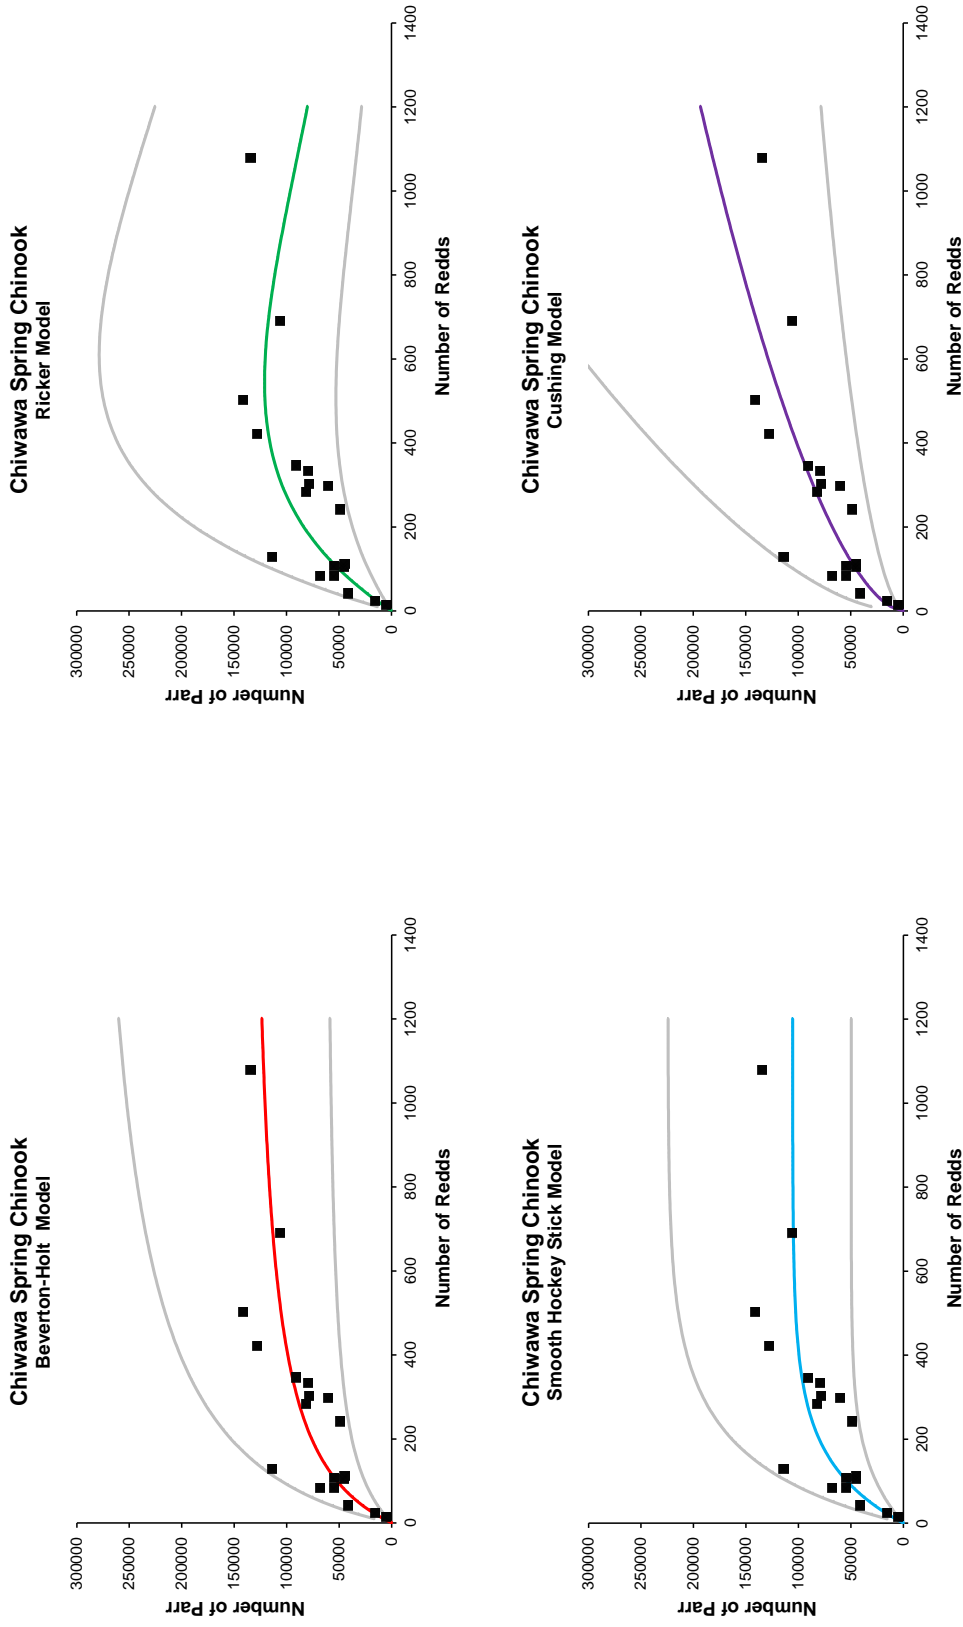 Chiwawa Spring Chinook
Beverton-Holt  Model
300000
250000
200000
150000
100000
50000
0
Number of Parr
0 200 400 600 800 1000 1200 1400
Number of Redds
Chiwawa Spring Chinook
Ricker Model
300000
250000
200000
150000
100000
50000
0
Number of Parr
0 200 400 600 800 1000 1200 1400
Number of Redds
Chiwawa Spring Chinook
Smooth Hockey Stick Model
300000
250000
200000
150000
100000
50000
0
Number of Parr
0 200 400 600 800 1000 1200 1400
Number of Redds
Chiwawa Spring Chinook
Cushing Model
300000
250000
200000
150000
100000
50000
0
Number of Parr
0 200 400 600 800 1000 1200 1400
Number of Redds